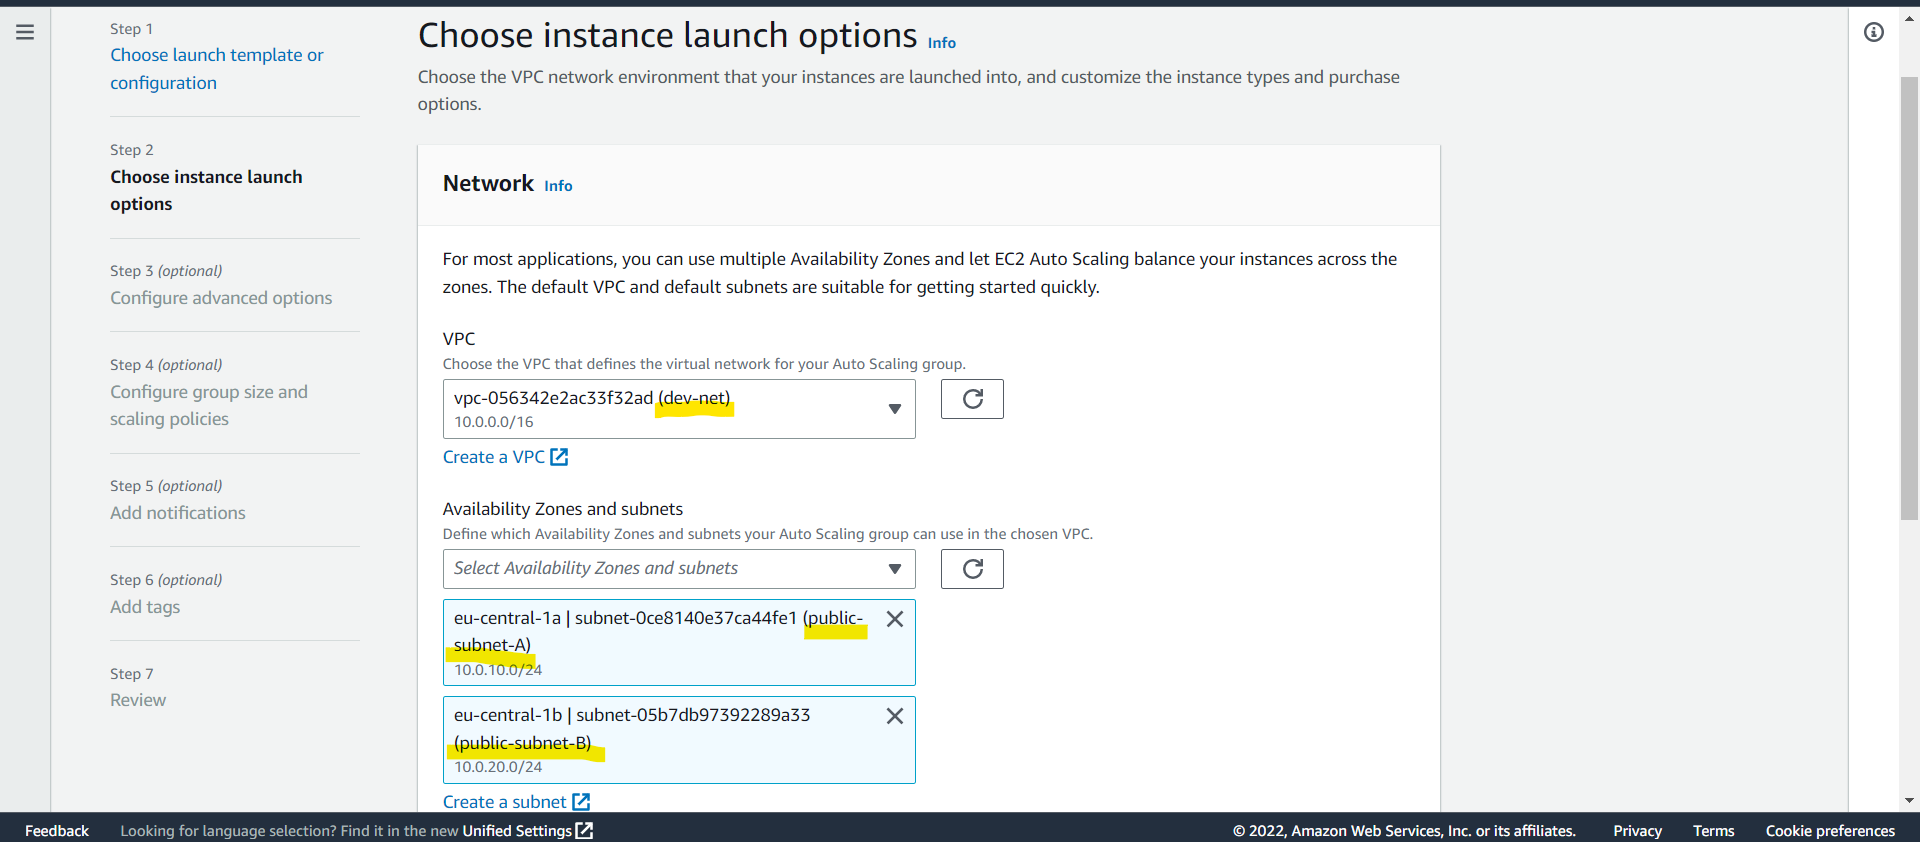 Step 1
Choose launch template or
configuration
Step 2
Choose instance launch
options
Step 3 (optional)
Configure advanced options
Step 4 (optional)
Configure group size and
scaling policies
Step 5 (optional)
Add notifications
Step 6 (optional)
Add tags
Step 7
Review
Choose instance launch options Info
Choose the VPC network environment that your instances are launched into, and customize the instance types and purchase
options.
Network Info
For most applications, you can use multiple Availability Zones and let EC2 Auto Scaling balance your instances across the
zones. The default VPC and default subnets are suitable for getting started quickly.
VPC
Choose the VPC that defines the virtual network for your Auto Scaling group.
vpc-056342e2ac33f32ad (dev-net)
10.0.0.0/16
Create a VPC
Availability Zones and subnets
Define which Availability Zones and subnets your Auto Scaling group can use in the chosen VPC.
Select Availability Zones and subnets
eu-central-1a | subnet-0ce8140e37ca44fe1 (public-
subnet-A)
10.0.10.0/24
eu-central-1b | subnet-05b7db97392289a33
(public-subnet-B)
10.0.20.0/24
Create a subnet
Feedback Looking for language selection? Find it in the new Unified Settings © 2022, Amazon Web Services, Inc. or its affiliates. Privacy Terms Cookie preferences